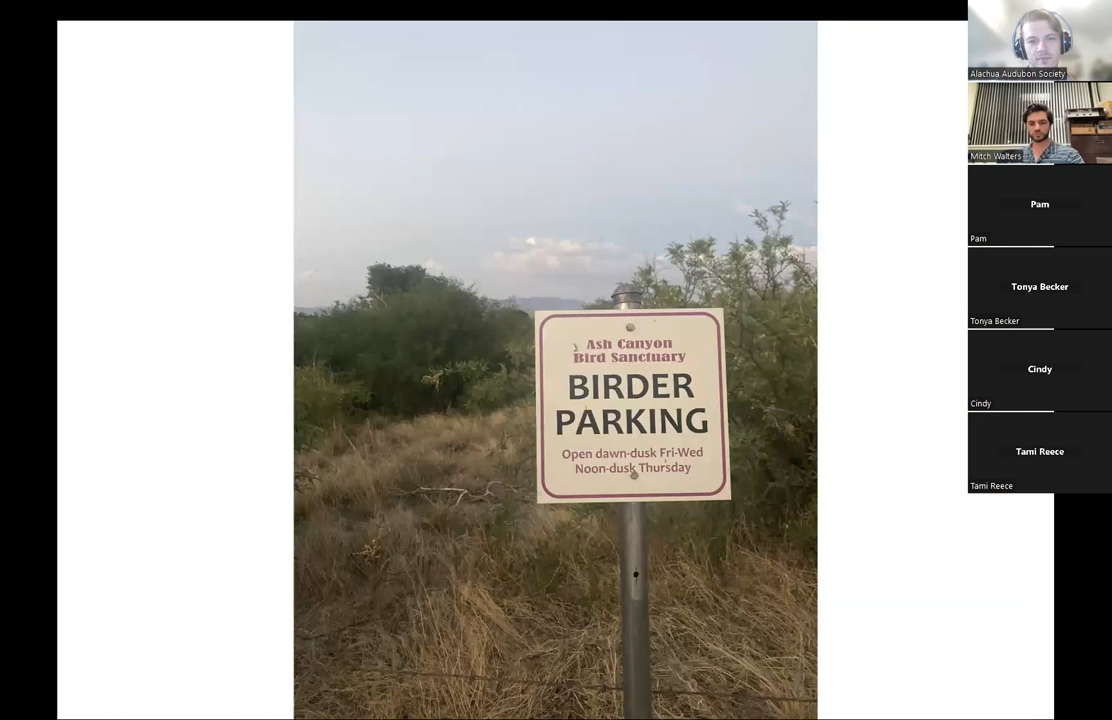 Ash Canyon
Bird Sanctuary
BIRDER
PARKING
Open dawn-dusk Fri-Wed
Noon-dusk Thursday
Alachua Audubon Society
Mitch Walters
Pam
Pam
Tonya Becker
Tonya Becker
Cindy
Cindy
Tami Reece
Tami Reece